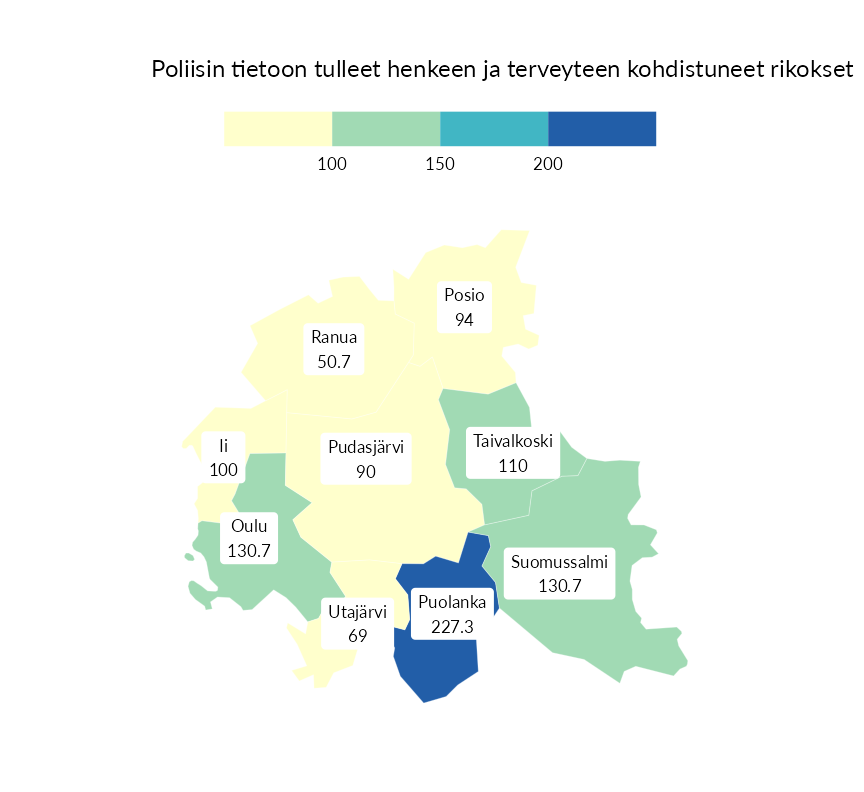 Poliisin tietoon tulleet henkeen ja terveyteen kohdistuneet rikokset
100 150 200
Posio
94
Ranua
50.7
Ii
100
Pudasjärvi
90
Taivalkoski
110
Oulu
130.7
Suomussalmi
130.7
Utajärvi
69
Puolanka
227.3